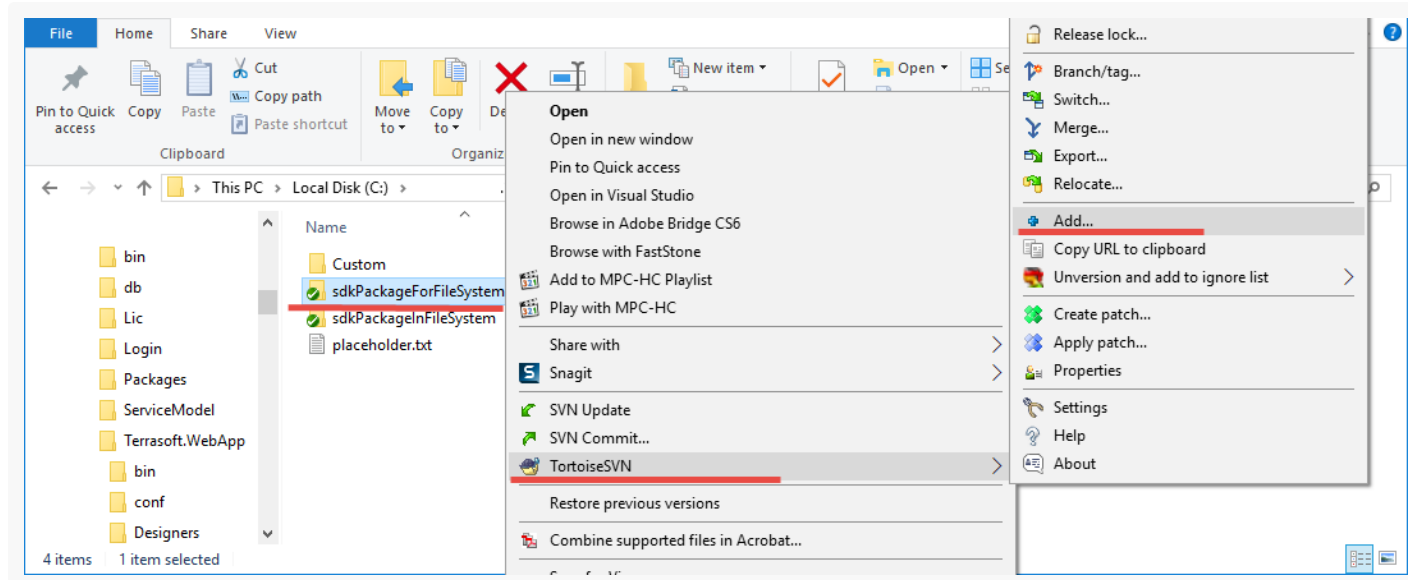 File
Home
Share
View
Pin to Quick
access
Copy
Paste
Cut
Copy path
Paste shortcut
Clipboard
Move
to
Copy
to
De
Organiz
New item
Open
Se
This PC
Local Disk (C:)
bin
db
Lic
Login
Packages
ServiceModel
Terrasoft.WebApp
bin
conf
Designers
Name
Custom
sdkPackageForFileSystem
sdkPackageInFileSystem
placeholder.txt
4 items
1 item selected
Open
Open in new window
Pin to Quick access
Open in Visual Studio
Browse in Adobe Bridge CS6
Browse with FastStone
Add to MPC-HC Playlist
Play with MPC-HC
Share with
Snagit
SVN Update
SVN Commit...
TortoiseSVN
Restore previous versions
Combine supported files in Acrobat...
Release lock...
Branch/tag...
Switch...
Merge...
Export...
Relocate...
Add...
Copy URL to clipboard
Unversion and add to ignore list
Create patch...
Apply patch...
Properties
Settings
Help
About